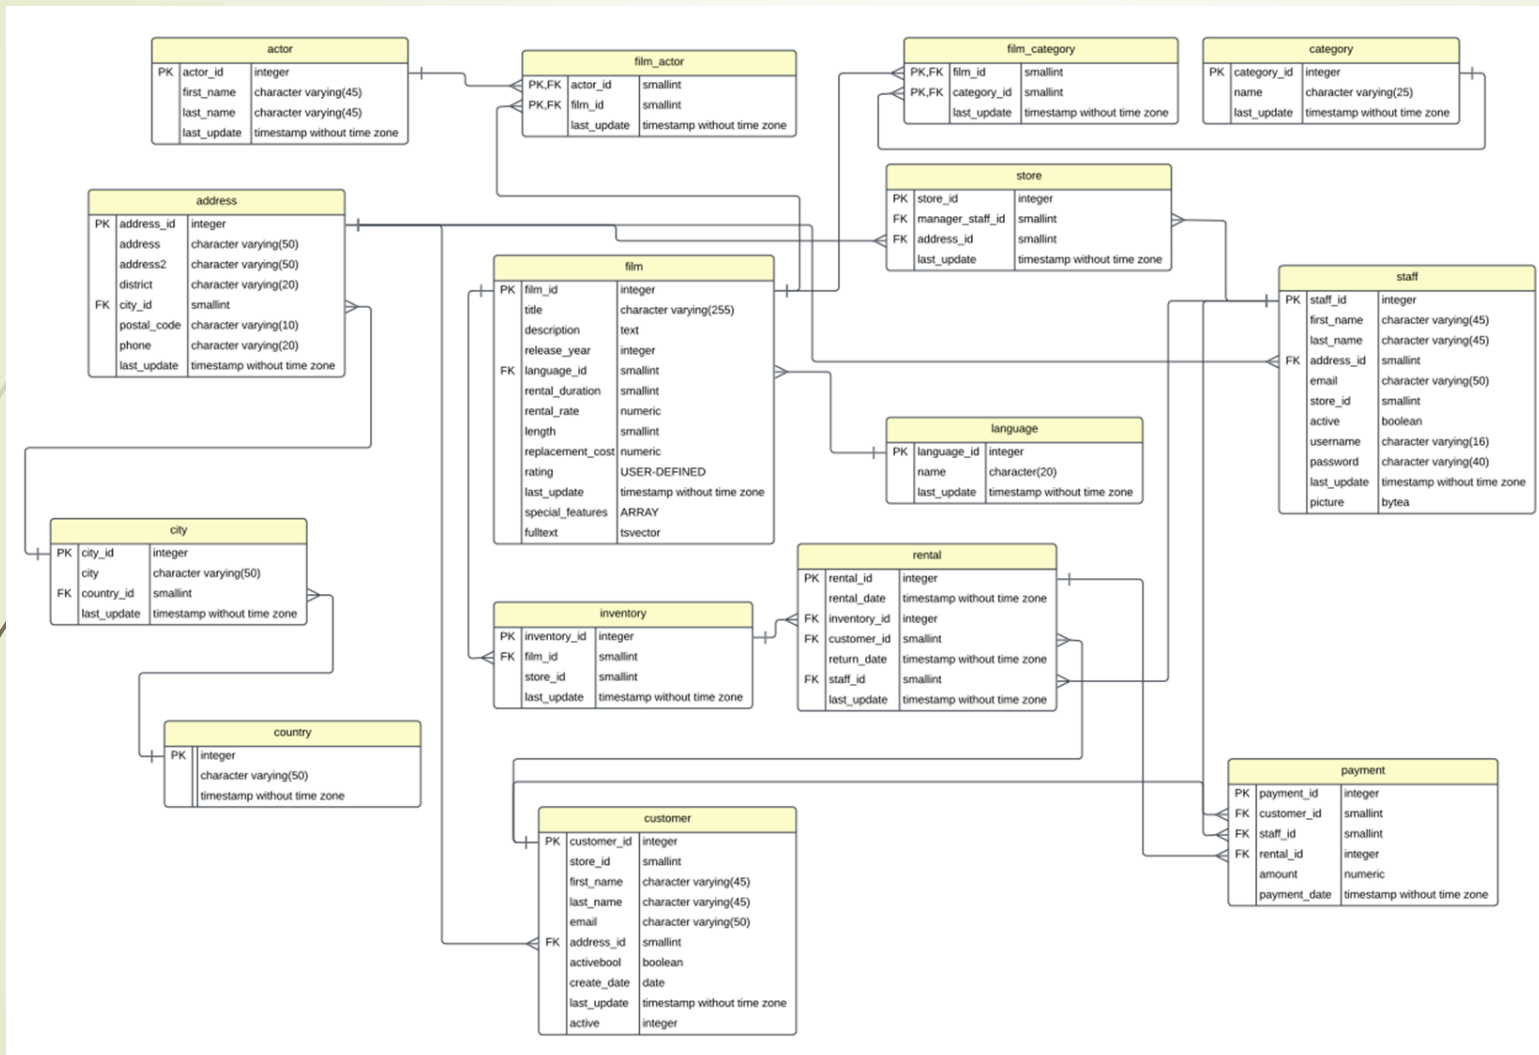 actor
PK actor_id integer
first_name character varying(45)
last_name character varying(45)
last_update timestamp without time zone
film_actor
PK,FK actor_id smallint
PK,FK film_id smallint
last_update timestamp without time zone
film_category
PK,FK film_id smallint
PK,FK category_id smallint
last_update timestamp without time zone
category
PK category_id integer
name character varying(25)
last_update timestamp without time zone
address
PK address_id integer
address character varying(50)
address2 character varying(50)
district character varying(20)
FK city_id smallint
postal_code character varying(10)
phone character varying(20)
last_update timestamp without time zone
store
PK store_id integer
FK manager_staff_id smallint
FK address_id smallint
last_update timestamp without time zone
film
PK film_id integer
title character varying(255)
description text
release_year integer
FK language_id smallint
rental_duration smallint
rental_rate numeric
length smallint
replacement_cost numeric
rating USER-DEFINED
last_update timestamp without time zone
special_features ARRAY
fulltext tsvector
staff
PK staff_id integer
first_name character varying(45)
last_name character varying(45)
FK address_id smallint
email character varying(50)
store_id smallint
active boolean
username character varying(16)
password character varying(40)
last_update timestamp without time zone
picture bytea
language
PK language_id integer
name character(20)
last_update timestamp without time zone
city
PK city_id integer
city character varying(50)
FK country_id smallint
last_update timestamp without time zone
rental
PK rental_id integer
rental_date timestamp without time zone
FK inventory_id integer
FK customer_id smallint
return_date timestamp without time zone
FK staff_id smallint
last_update timestamp without time zone
inventory
PK inventory_id integer
FK film_id smallint
store_id smallint
last_update timestamp without time zone
country
PK integer
character varying(50)
timestamp without time zone
payment
PK payment_id integer
FK customer_id smallint
FK staff_id smallint
FK rental_id integer
amount numeric
payment_date timestamp without time zone
customer
PK customer_id integer
store_id smallint
first_name character varying(45)
last_name character varying(45)
email character varying(50)
FK address_id smallint
activebool boolean
create_date date
last_update timestamp without time zone
active integer